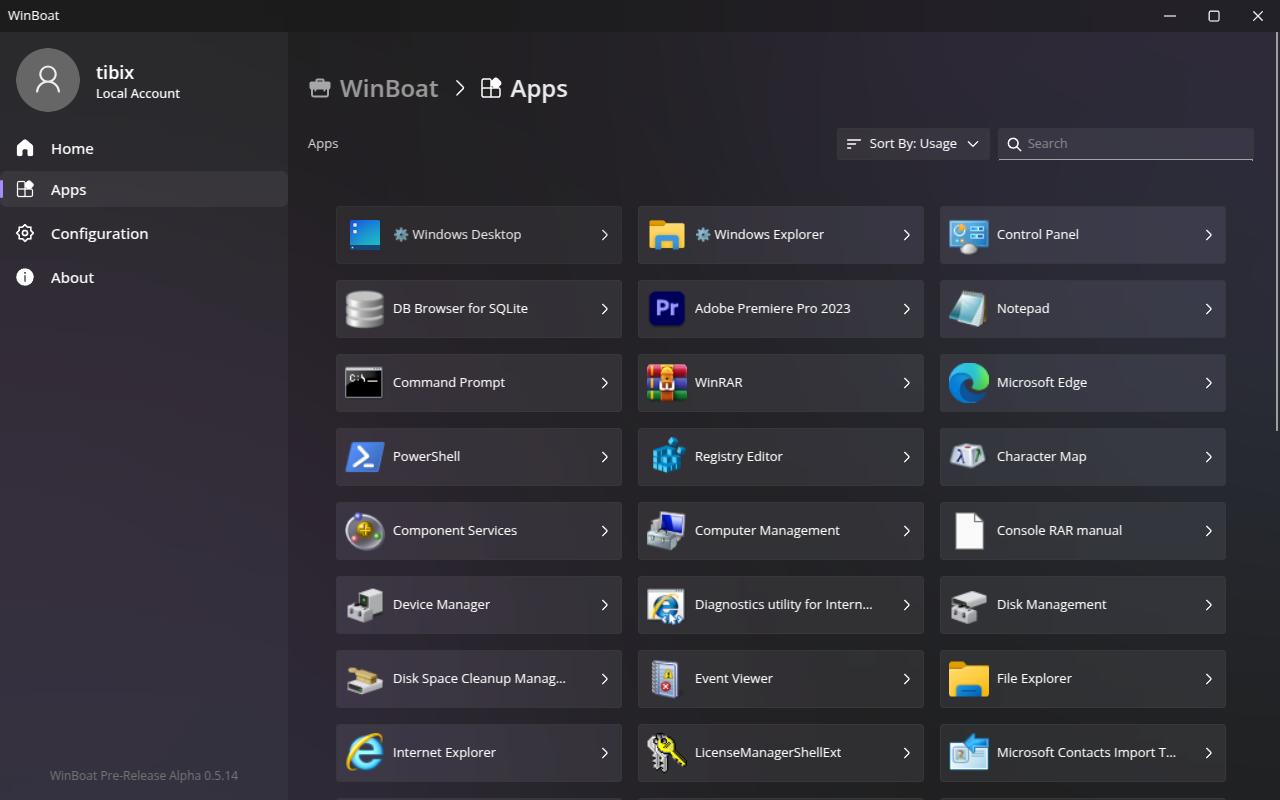 WinBoat
tibix
Local Account
Home
Apps
Configuration
About
WinBoat Pre-Release Alpha 0.5.14
WinBoat > Apps
Apps
Sort By: Usage
Search
Windows Desktop
Windows Explorer
Control Panel
DB Browser for SQLite
Pr
Adobe Premiere Pro 2023
Notepad
C:\
Command Prompt
WinRAR
Microsoft Edge
PowerShell
Registry Editor
Character Map
Component Services
Computer Management
Console RAR manual
Device Manager
Diagnostics utility for Intern...
Disk Management
Disk Space Cleanup Manag...
Event Viewer
File Explorer
Internet Explorer
LicenseManagerShellExt
Microsoft Contacts Import T...